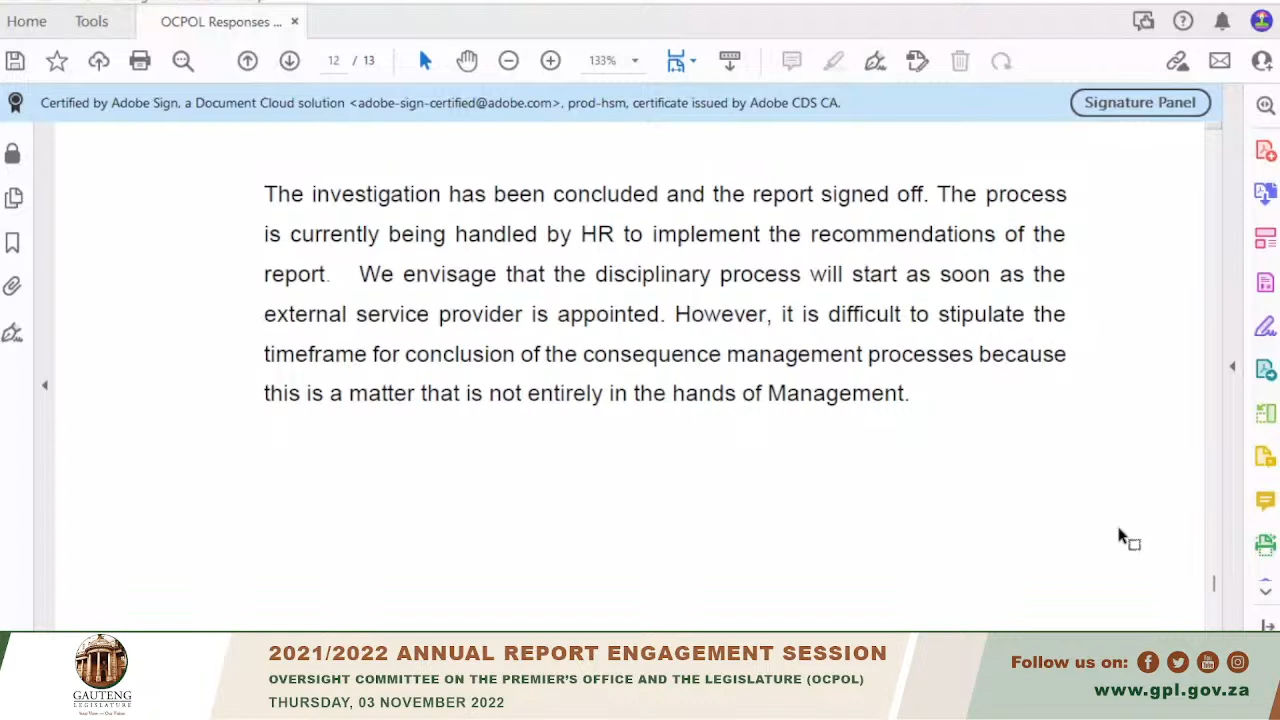 Home
Tools
OCPOL Responses ...
12 / 13
133%
Certified by Adobe Sign, a Document Cloud solution <adobe-sign-certified@adobe.com>, prod-hsm, certificate issued by Adobe CDS CA.
Signature Panel
The investigation has been concluded and the report signed off. The process
is currently being handled by HR to implement the recommendations of the
report. We envisage that the disciplinary process will start as soon as the
external service provider is appointed. However, it is difficult to stipulate the
timeframe for conclusion of the consequence management processes because
this is a matter that is not entirely in the hands of Management.
GAUTENG
LEGISLATURE
Your View — Our Vision
2021/2022 ANNUAL REPORT ENGAGEMENT SESSION
OVERSIGHT COMMITTEE ON THE PREMIER'S OFFICE AND THE LEGISLATURE (OCPOL)
THURSDAY, 03 NOVEMBER 2022
Follow us on:
www.gpl.gov.za